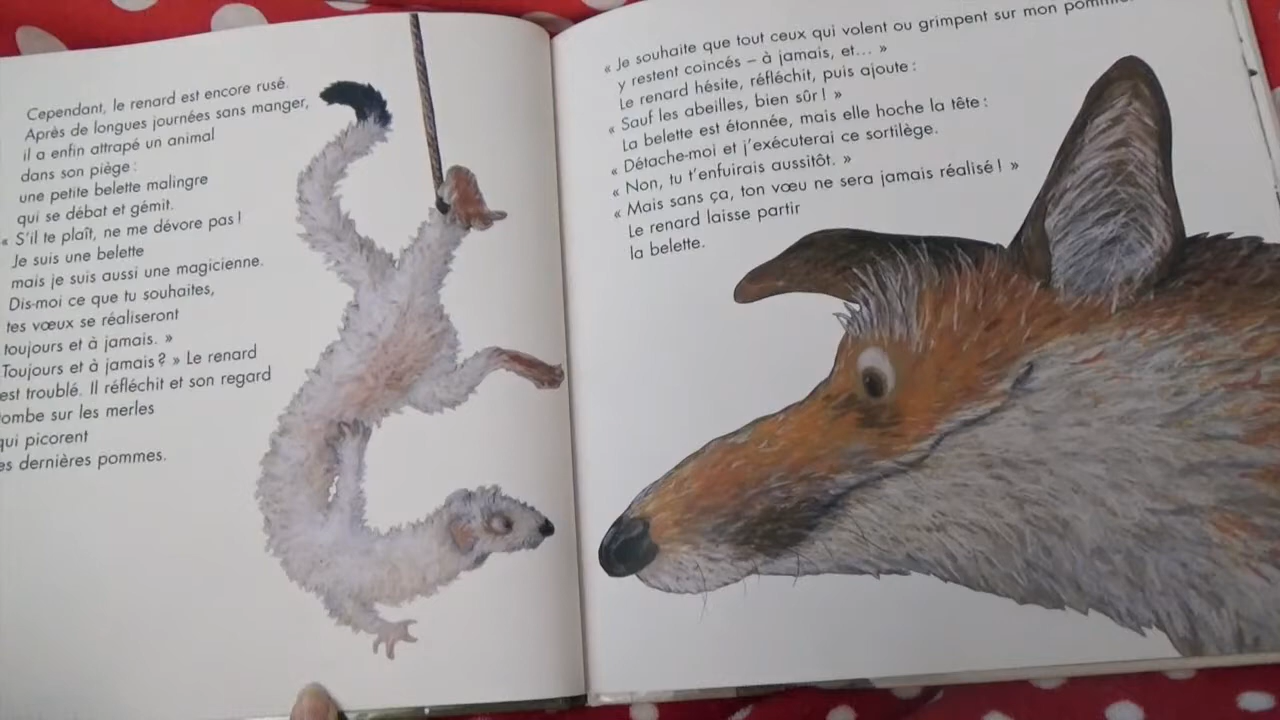 Cependant, le renard est encore rusé.
Après de longues journées sans manger,
il a enfin attrapé un animal
dans son piège :
une petite belette malingre
qui se débat et gémit.
« S'il te plaît, ne me dévore pas !
Je suis une belette
mais je suis aussi une magicienne.
Dis-moi ce que tu souhaites,
tes vœux se réaliseront
toujours et à jamais. »
Toujours et à jamais ? » Le renard
est troublé. Il réfléchit et son regard
ombe sur les merles
qui picorent
es dernières pommes.
« Je souhaite que tout ceux qui volent ou grimpent sur mon
y restent coincés – à jamais, et... »
Le renard hésite, réfléchit, puis ajoute :
« Sauf les abeilles, bien sûr ! »
La belette est étonnée, mais elle hoche la tête :
« Détache-moi et j'exécuterai ce sortilège.
« Non, tu t'enfuirais aussitôt. »
« Mais sans ça, ton vœu ne sera jamais réalisé ! »
Le renard laisse partir
la belette.